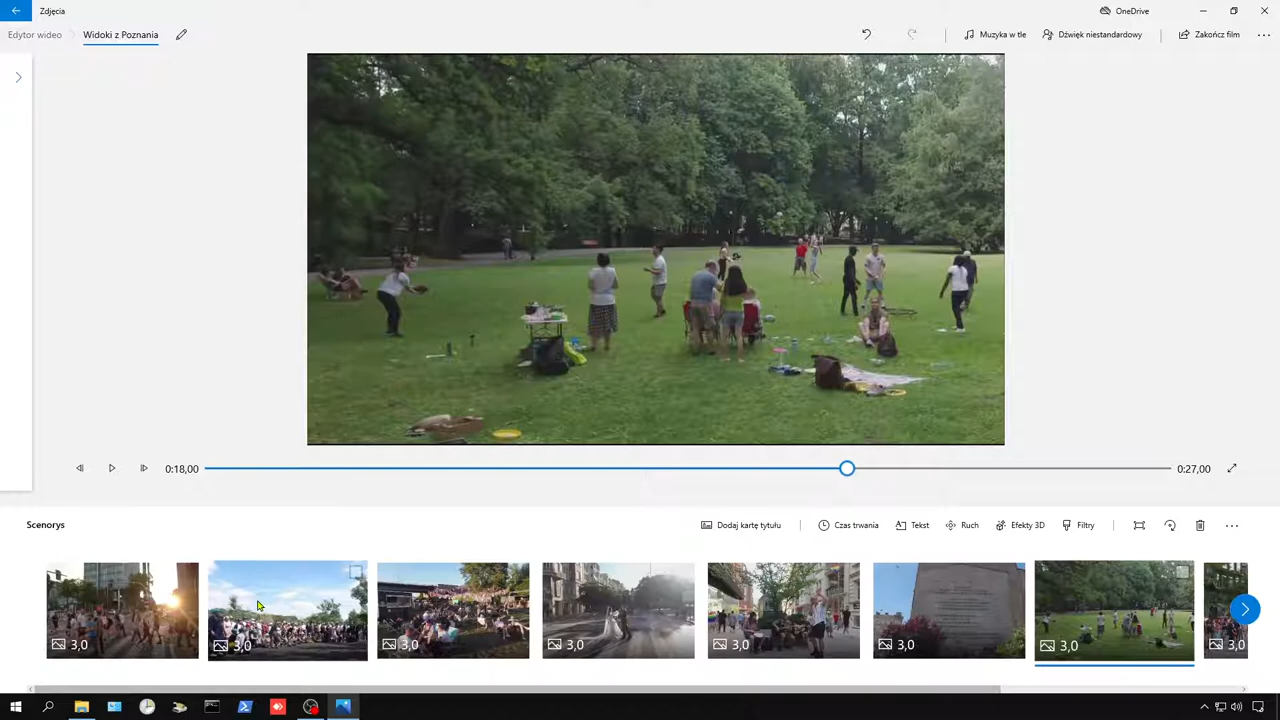 Zdjęcia
OneDrive
Edytor wideo
Widoki z Poznania
Muzyka w tle
Dźwięk niestandardowy
Zakończ film
0:18,00
0:27,00
Scenorys
Dodaj kartę tytułu
Czas trwania
Tekst
Ruch
Efekty 3D
Filtry
3,0
3,0
3,0
3,0
3,0
3,0
3,0
3,0